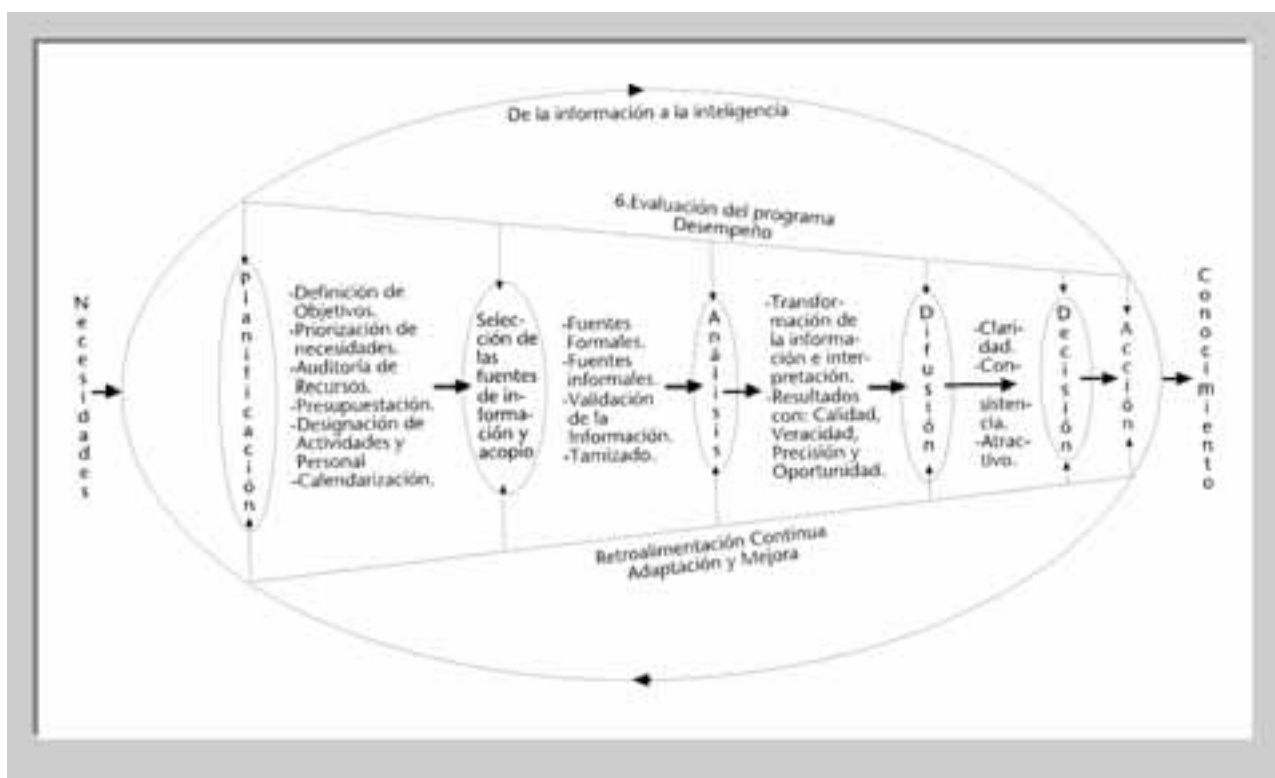 De la información a la inteligencia
6.Evaluación del programa
Desempeño
Necesidades
Planificación
-Definición de
Objetivos.
-Priorización de
necesidades.
-Auditoría de
Recursos.
-Presupuestación.
-Designación de
Actividades y
Personal
-Calendarización.
Selec-
ción de
las
fuentes
de in-
forma-
ción y
acopio
-Fuentes
Formales.
-Fuentes
informales.
-Validación
de la
Información.
-Tamizado.
Análisis
-Transfor-
mación de
la informa-
ción e inter-
pretación.
-Resultados
con: Calidad,
Veracidad,
Precisión y
Oportunidad.
Difusión
-Clari-
dad.
-Con-
sisten-
cia.
-Atrac-
tivo.
Decisión
Acción
Conocimiento
Retroalimentación Continua
Adaptación y Mejora